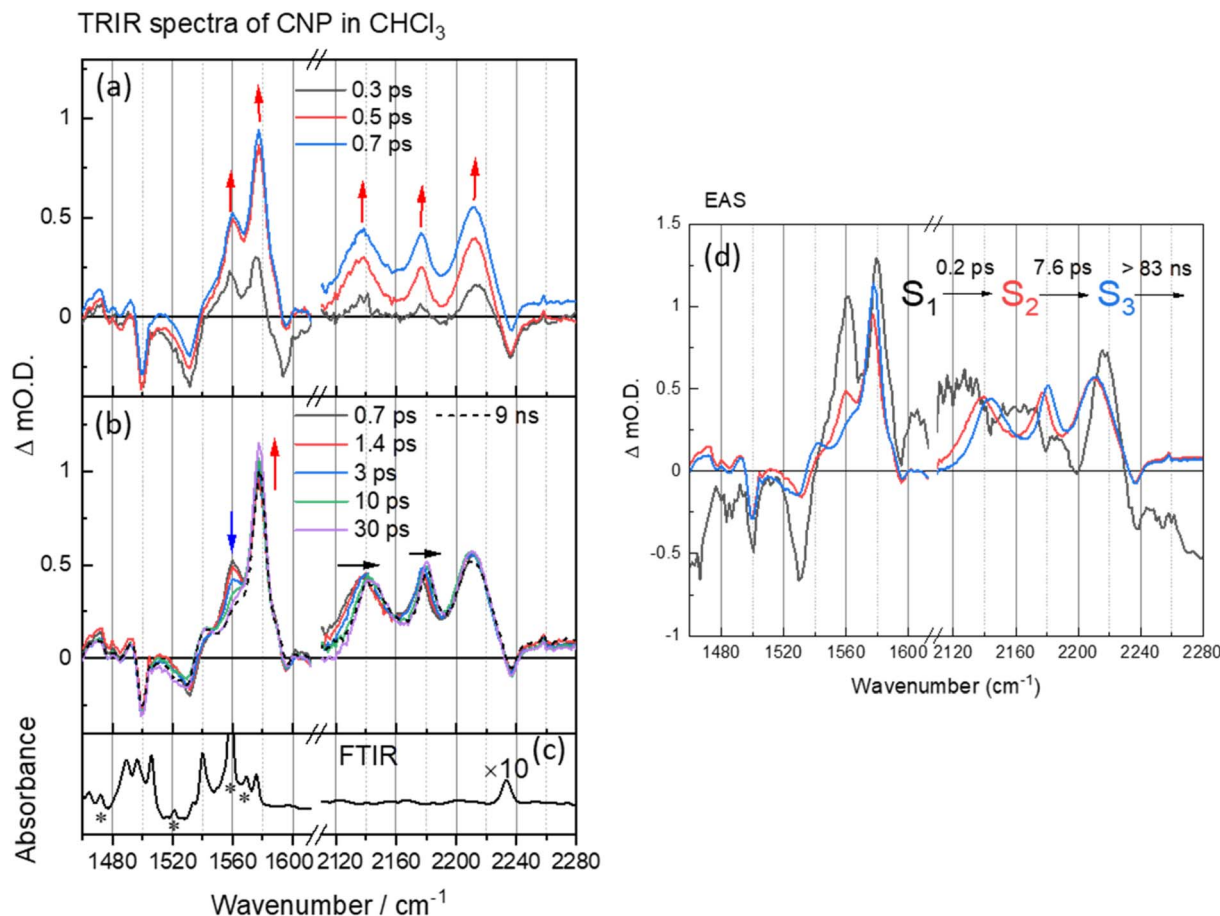 TRIR spectra of CNP in CHCl₃
(a)
0.3 ps
0.5 ps
0.7 ps
1
0.5
0
Δ mO.D.
(b)
0.7 ps
9 ns
1.4 ps
3 ps
10 ps
30 ps
1
0.5
0
Δ mO.D.
(c)
FTIR
×10
* * * *
Absorbance
1480 1520 1560 1600 2120 2160 2200 2240 2280
Wavenumber / cm⁻¹
EAS
(d)
0.2 ps 7.6 ps > 83 ns
S₁ S₂ S₃
1.5
1
0.5
0
-0.5
-1
Δ mO.D.
1480 1520 1560 1600 2120 2160 2200 2240 2280
Wavenumber (cm⁻¹)